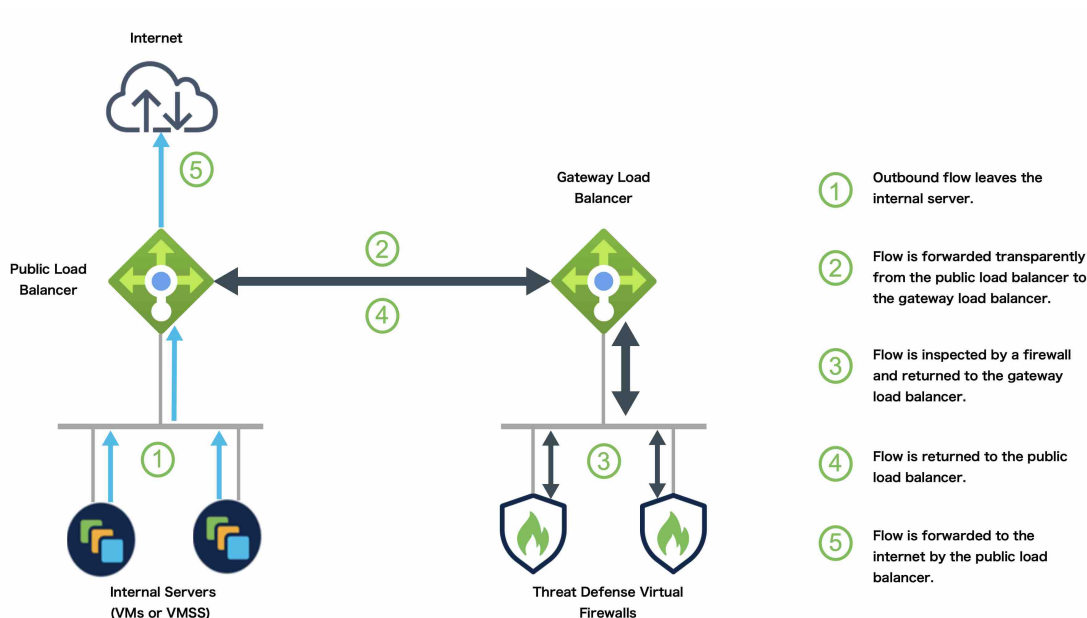 Internet
5
Gateway Load
Balancer
Public Load
Balancer
2
4
1
3
Internal Servers
(VMs or VMSS)
Threat Defense Virtual
Firewalls
1
Outbound flow leaves the
internal server.
2
Flow is forwarded transparently
from the public load balancer to
the gateway load balancer.
3
Flow is inspected by a firewall
and returned to the gateway
load balancer.
4
Flow is returned to the public
load balancer.
5
Flow is forwarded to the
internet by the public load
balancer.